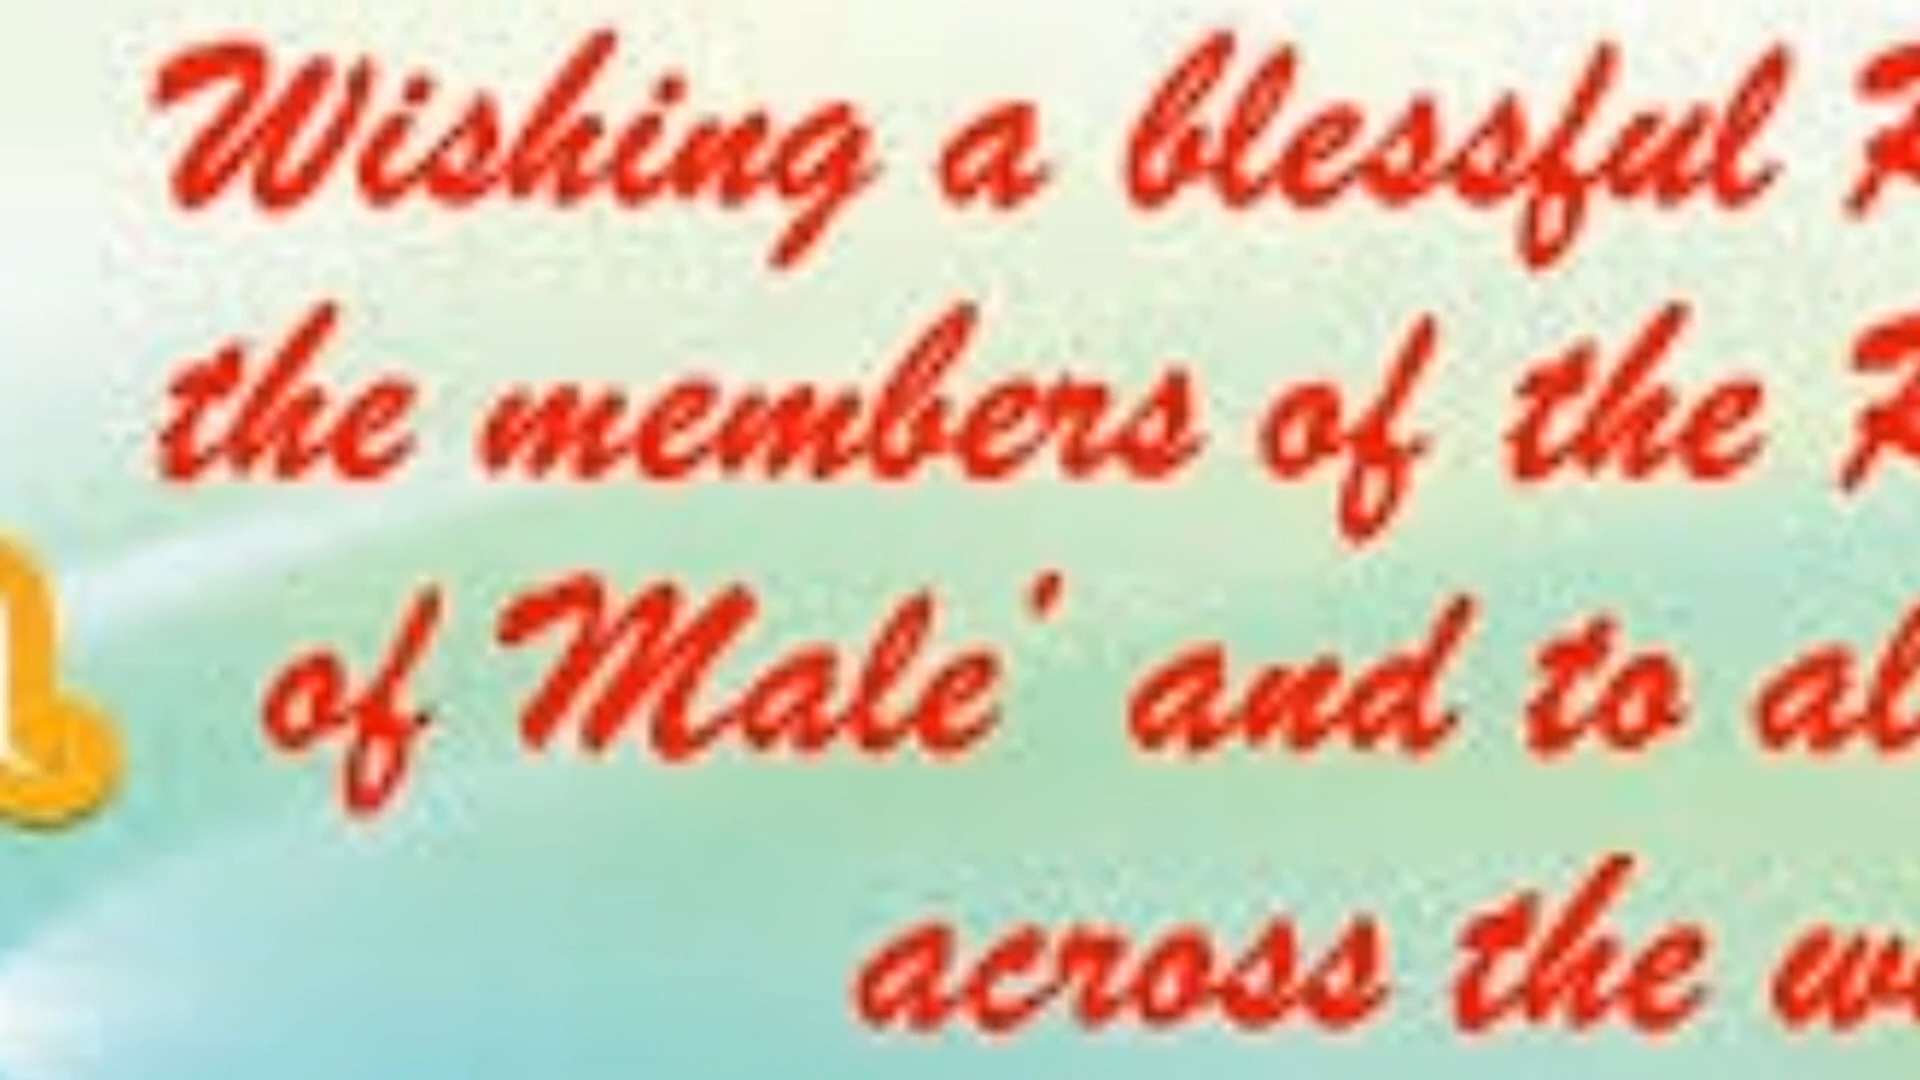 Wishing a blessful R
the members of the R
of Male' and to al
across the w